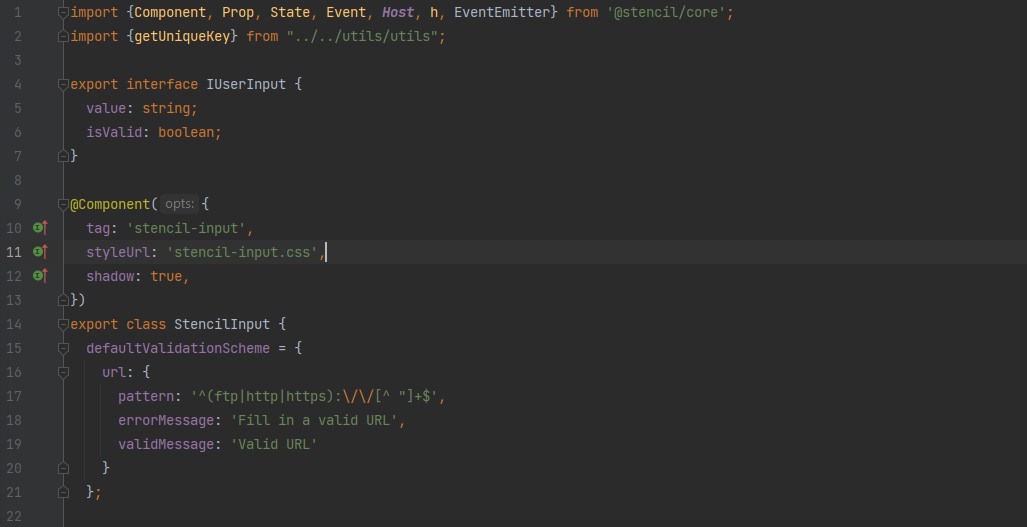 1 import {Component, Prop, State, Event, Host, h, EventEmitter} from '@stencil/core';
2 import {getUniqueKey} from "../../utils/utils";
3
4 export interface IUserInput {
5   value: string;
6   isValid: boolean;
7 }
8
9 @Component( opts: {
10   tag: 'stencil-input',
11   styleUrl: 'stencil-input.css',
12   shadow: true,
13 })
14 export class StencilInput {
15   defaultValidationScheme = {
16     url: {
17       pattern: '^(ftp|http|https):\/\/[^ "]+$',
18       errorMessage: 'Fill in a valid URL',
19       validMessage: 'Valid URL'
20     }
21   };
22